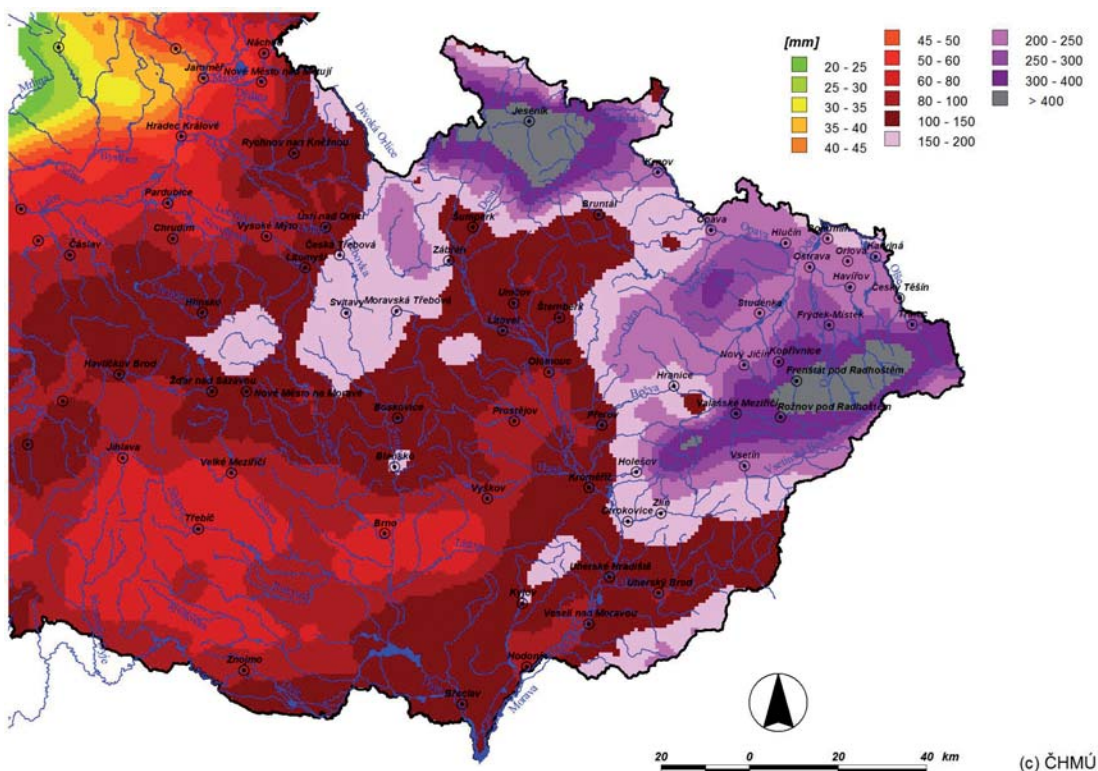 [mm]
20 - 25
25 - 30
30 - 35
35 - 40
40 - 45
45 - 50
50 - 60
60 - 80
80 - 100
100 - 150
150 - 200
200 - 250
250 - 300
300 - 400
> 400
Náchod
Jaroměř
Nové Město nad Metují
Mrlina
Divoká Orlice
Jeseník
Hradec Králové
Rychnov nad Kněžnou
Krnov
Pardubice
Bruntál
Ústí nad Orlicí
Šumperk
Opava
Opava
Chrudim
Vysoké Mýto
Hlučín
Bohumín
Čáslav
Česká Třebová
Zábřeh
Karviná
Orlová
Litomyšl
Ostrava
Havířov
Olše
Český Těšín
Uničov
Hlinsko
Svitavy
Moravská Třebová
Šternberk
Studénka
Odra
Frýdek-Místek
Třinec
Litovel
Nový Jičín
Kopřivnice
Havlíčkův Brod
Olomouc
Hranice
Frenštát pod Radhoštěm
Žďár nad Sázavou
Nové Město na Moravě
Bečva
Boskovice
Prostějov
Přerov
Valašské Meziříčí
Rožnov pod Radhoštěm
Jihlava
Velké Meziříčí
Blansko
Holešov
Vsetín
Kroměříž
Vyškov
Třebíč
Brno
Zlín
Otrokovice
Uherské Hradiště
Uherský Brod
Kyjov
Veselí nad Moravou
Znojmo
Hodonín
Břeclav
Morava
20 0 20 40 km
(c) ČHMÚ